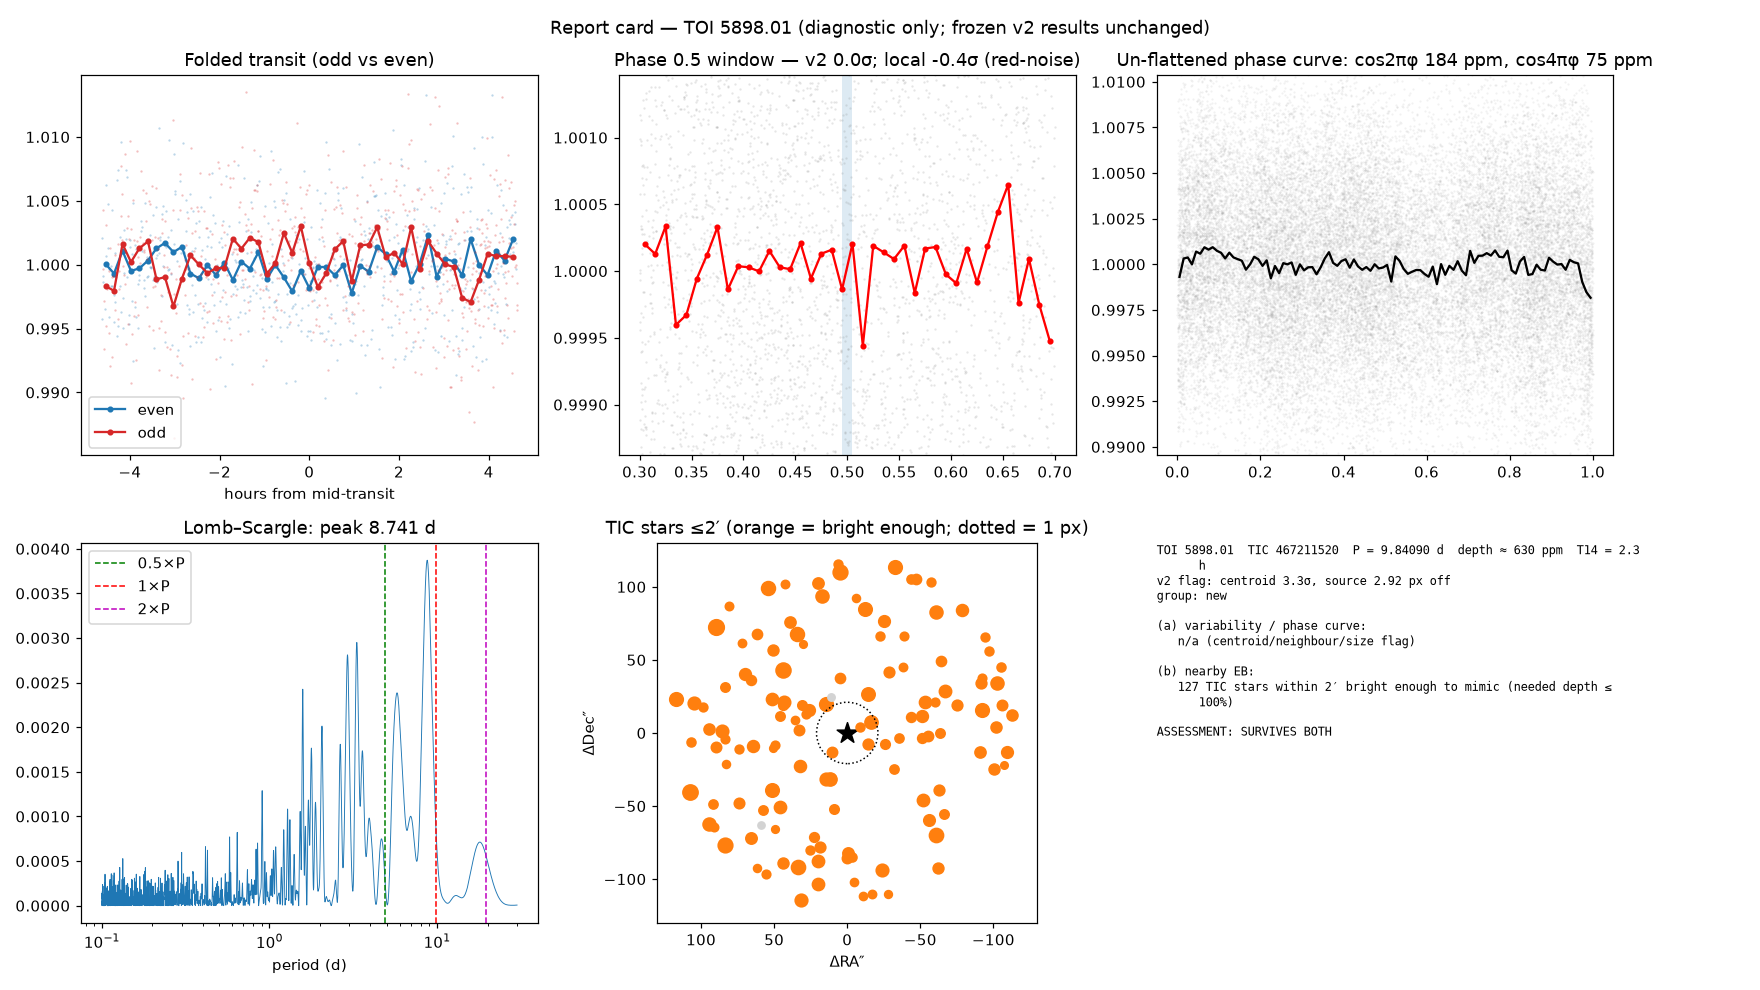 Report card — TOI 5898.01 (diagnostic only; frozen v2 results unchanged)
Folded transit (odd vs even)
1.010
1.005
1.000
0.995
0.990
even
odd
−4
−2
0
2
4
hours from mid-transit
Phase 0.5 window — v2 0.0σ; local -0.4σ (red-noise)
1.0010
1.0005
1.0000
0.9995
0.9990
0.30
0.35
0.40
0.45
0.50
0.55
0.60
0.65
0.70
Un-flattened phase curve: cos2πφ 184 ppm, cos4πφ 75 ppm
1.0100
1.0075
1.0050
1.0025
1.0000
0.9975
0.9950
0.9925
0.9900
0.0
0.2
0.4
0.6
0.8
1.0
Lomb–Scargle: peak 8.741 d
0.0040
0.0035
0.0030
0.0025
0.0020
0.0015
0.0010
0.0005
0.0000
0.5×P
1×P
2×P
10⁻¹
10⁰
10¹
period (d)
TIC stars ≤2′ (orange = bright enough; dotted = 1 px)
ΔDec″
100
50
0
−50
−100
100
50
0
−50
−100
ΔRA″
TOI 5898.01  TIC 467211520  P = 9.84090 d  depth ≈ 630 ppm  T14 = 2.3
h
v2 flag: centroid 3.3σ, source 2.92 px off
group: new
(a) variability / phase curve:
n/a (centroid/neighbour/size flag)
(b) nearby EB:
127 TIC stars within 2′ bright enough to mimic (needed depth ≤
100%)
ASSESSMENT: SURVIVES BOTH